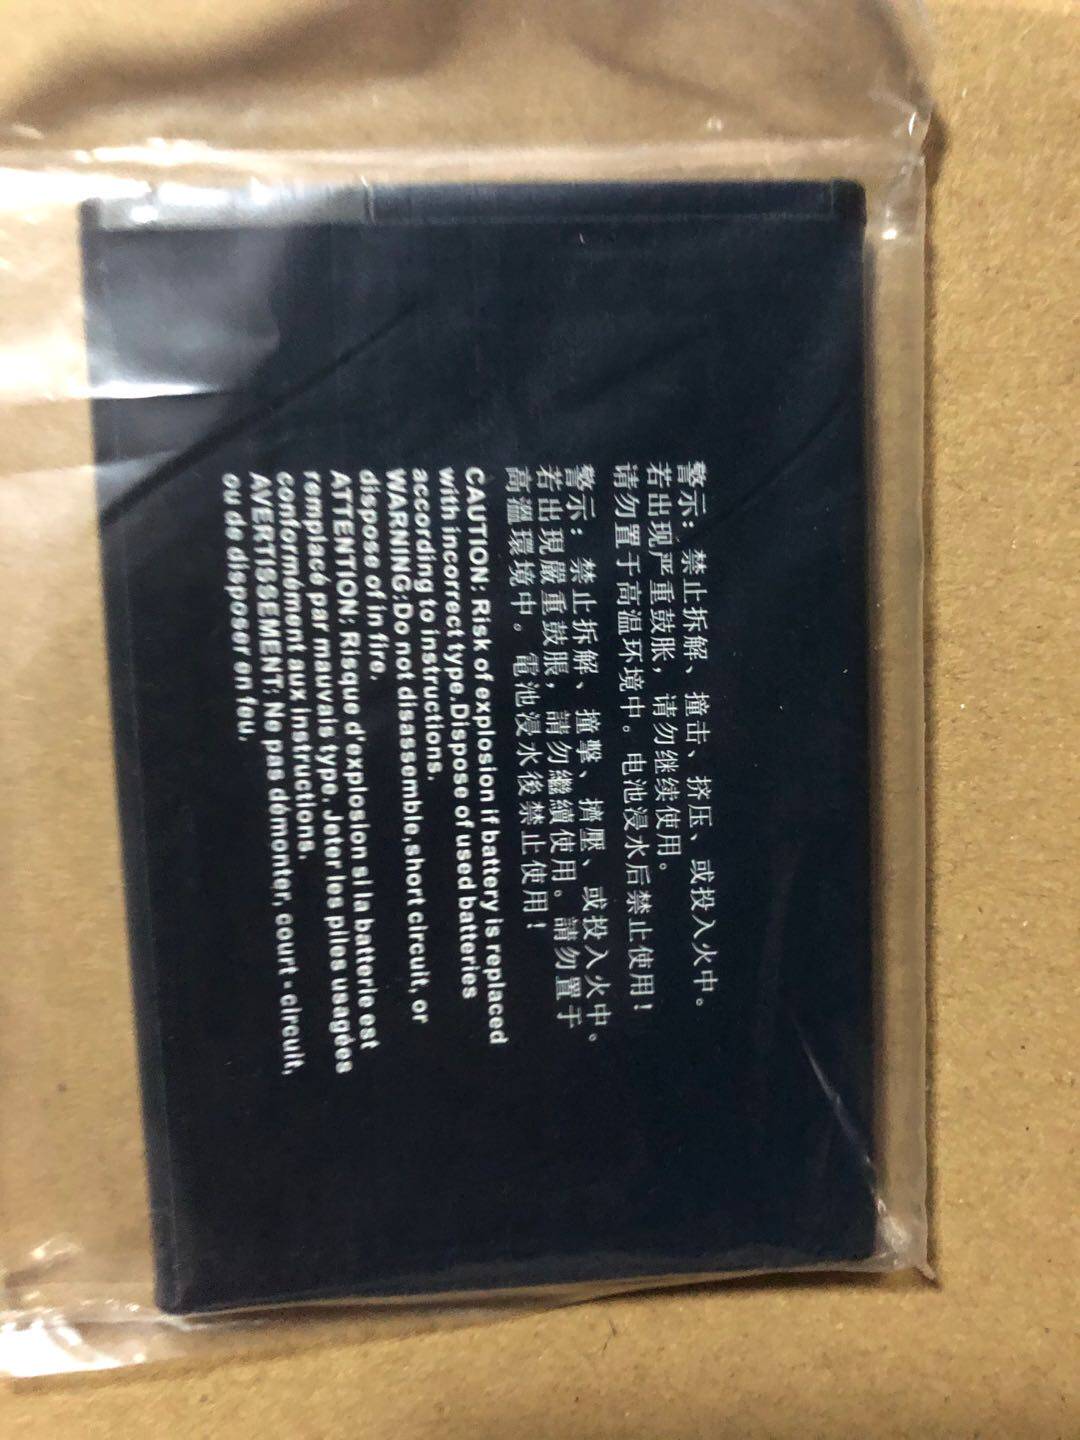 警示：禁止拆解、撞击、挤压、或投入火中。
若出现严重鼓胀，请勿继续使用。
请勿置于高温环境中。电池浸水后禁止使用！
警示：禁止拆解、撞擊、擠壓、或投入火中。
若出現嚴重鼓脹，請勿繼續使用。請勿置于
高溫環境中。電池浸水後禁止使用！
CAUTION: Risk of explosion if battery is replaced
with incorrect type.Dispose of used batteries
according to instructions.
WARNING:Do not disassemble,short circuit, or
dispose of in fire.
ATTENTION: Risque d'explosion si la batterie est
remplacé par mauvais type. Jeter les piles usagées
conformément aux instructions.
AVERTISSEMENT: Ne pas démonter, court - circuit,
ou de disposer en feu,